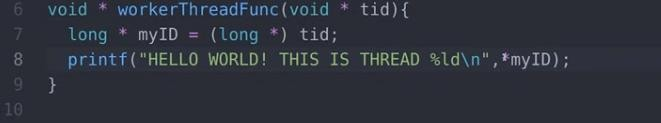 6 void * workerThreadFunc(void * tid){
7 long * myID = (long *) tid;
8 printf("HELLO WORLD! THIS IS THREAD %ld\n",*myID);
9 }
10